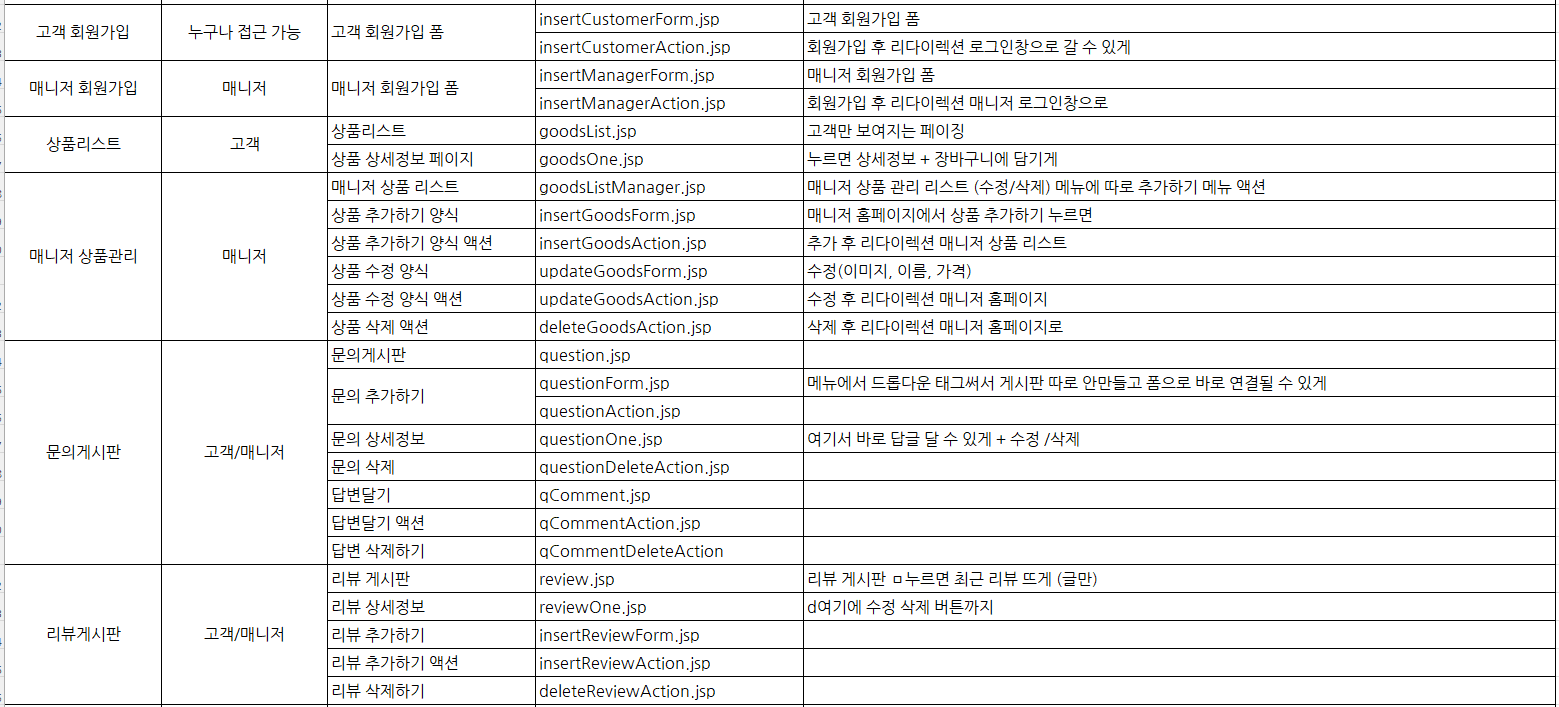 고객 회원가입 누구나 접근 가능 고객 회원가입 폼 insertCustomerForm.jsp 고객 회원가입 폼
insertCustomerAction.jsp 회원가입 후 리다이렉션 로그인창으로 갈 수 있게
매니저 회원가입 매니저 매니저 회원가입 폼 insertManagerForm.jsp 매니저 회원가입 폼
insertManagerAction.jsp 회원가입 후 리다이렉션 매니저 로그인창으로
상품리스트 고객 상품리스트 goodsList.jsp 고객만 보여지는 페이징
상품 상세정보 페이지 goodsOne.jsp 누르면 상세정보 + 장바구니에 담기게
매니저 상품관리 매니저 매니저 상품 리스트 goodsListManager.jsp 매니저 상품 관리 리스트 (수정/삭제) 메뉴에 따로 추가하기 메뉴 액션
상품 추가하기 양식 insertGoodsForm.jsp 매니저 홈페이지에서 상품 추가하기 누르면
상품 추가하기 양식 액션 insertGoodsAction.jsp 추가 후 리다이렉션 매니저 상품 리스트
상품 수정 양식 updateGoodsForm.jsp 수정(이미지, 이름, 가격)
상품 수정 양식 액션 updateGoodsAction.jsp 수정 후 리다이렉션 매니저 홈페이지
상품 삭제 액션 deleteGoodsAction.jsp 삭제 후 리다이렉션 매니저 홈페이지로
문의게시판 고객/매니저 문의게시판 question.jsp
문의 추가하기 questionForm.jsp 메뉴에서 드롭다운 태그써서 게시판 따로 안만들고 폼으로 바로 연결될 수 있게
questionAction.jsp
문의 상세정보 questionOne.jsp 여기서 바로 답글 달 수 있게 + 수정 /삭제
문의 삭제 questionDeleteAction.jsp
답변달기 qComment.jsp
답변달기 액션 qCommentAction.jsp
답변 삭제하기 qCommentDeleteAction
리뷰게시판 고객/매니저 리뷰 게시판 review.jsp 리뷰 게시판 ㅁ누르면 최근 리뷰 뜨게 (글만)
리뷰 상세정보 reviewOne.jsp d여기에 수정 삭제 버튼까지
리뷰 추가하기 insertReviewForm.jsp
리뷰 추가하기 액션 insertReviewAction.jsp
리뷰 삭제하기 deleteReviewAction.jsp